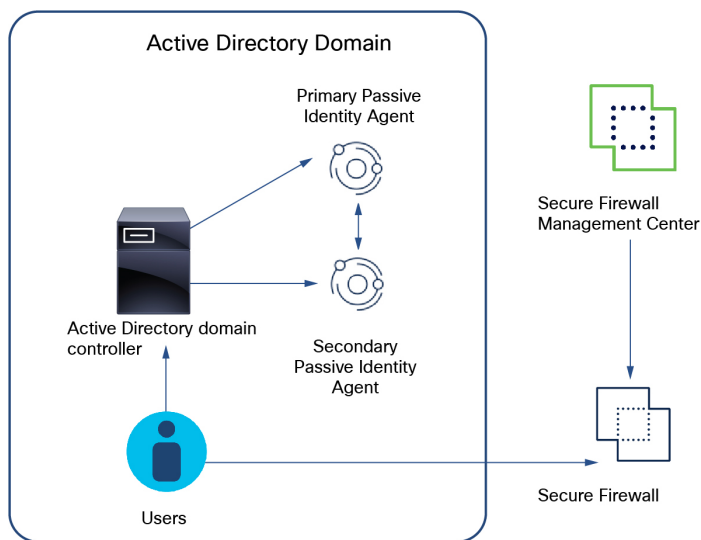 Active Directory Domain
Primary Passive
Identity Agent
Secure Firewall
Management Center
Active Directory domain
controller
Secondary
Passive Identity
Agent
Users
Secure Firewall